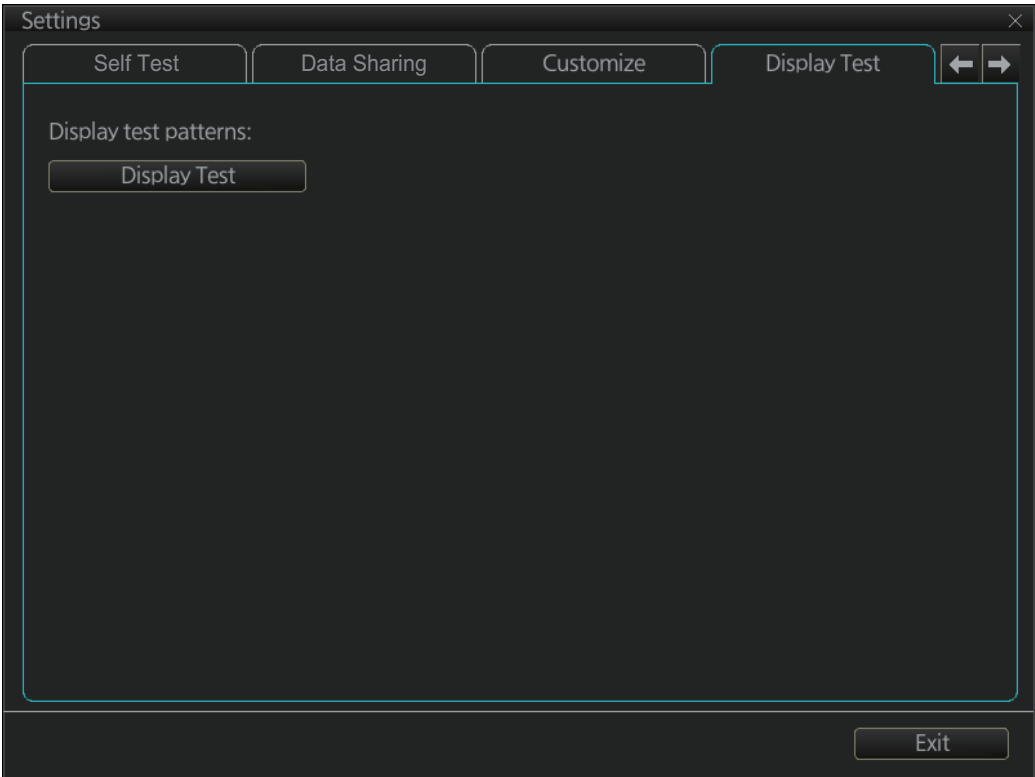 Settings
Self Test Data Sharing Customize Display Test
Display test patterns:
Display Test
Exit